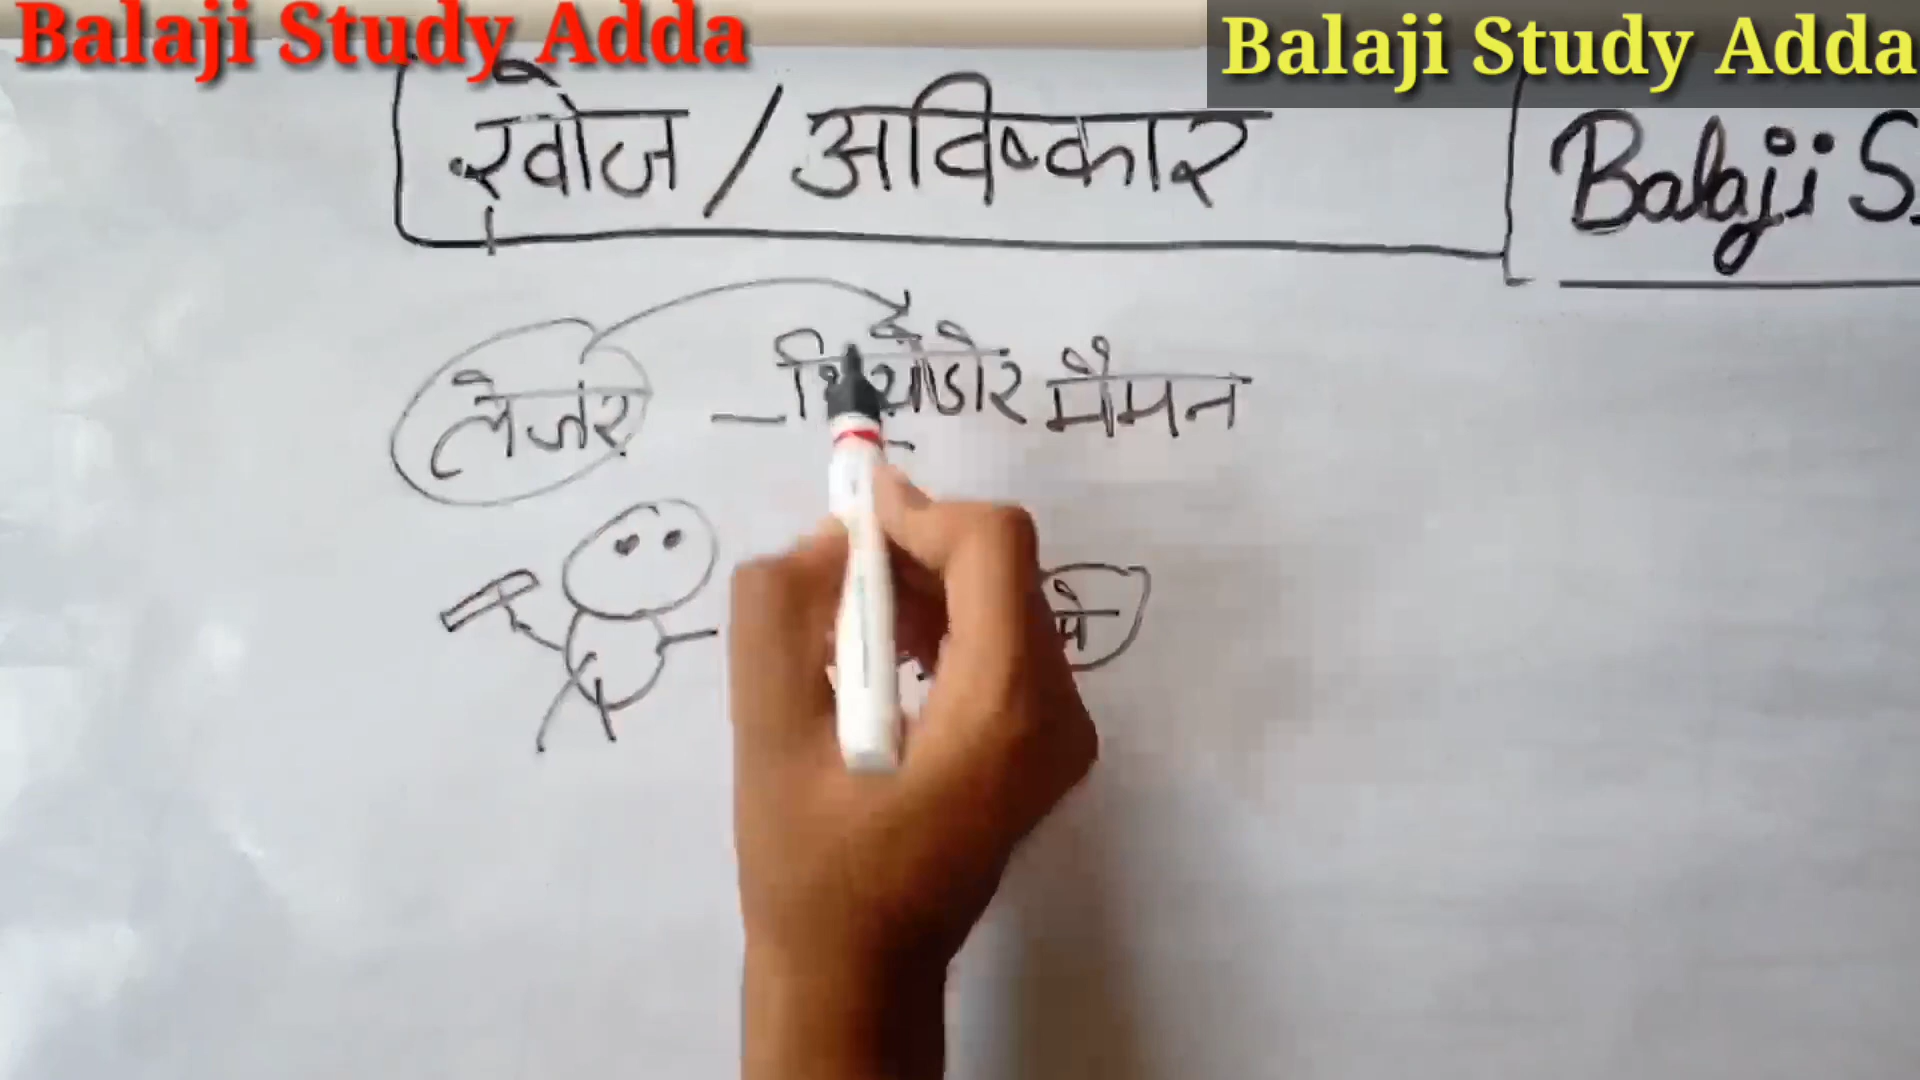 Balaji Study Adda
Balaji Study Adda
खोज / अविष्कार
Balaji S.
लेजर – थियोडोर मैमन
मे